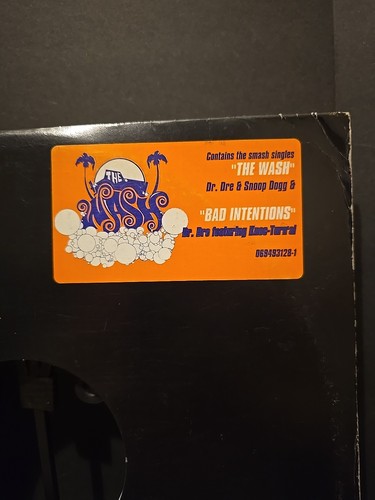 THE
WASH
Contains the smash singles
"THE WASH"
Dr. Dre & Snoop Dogg &
"BAD INTENTIONS"
Dr. Dre featuring Knoc-Turn'al
069493128-1